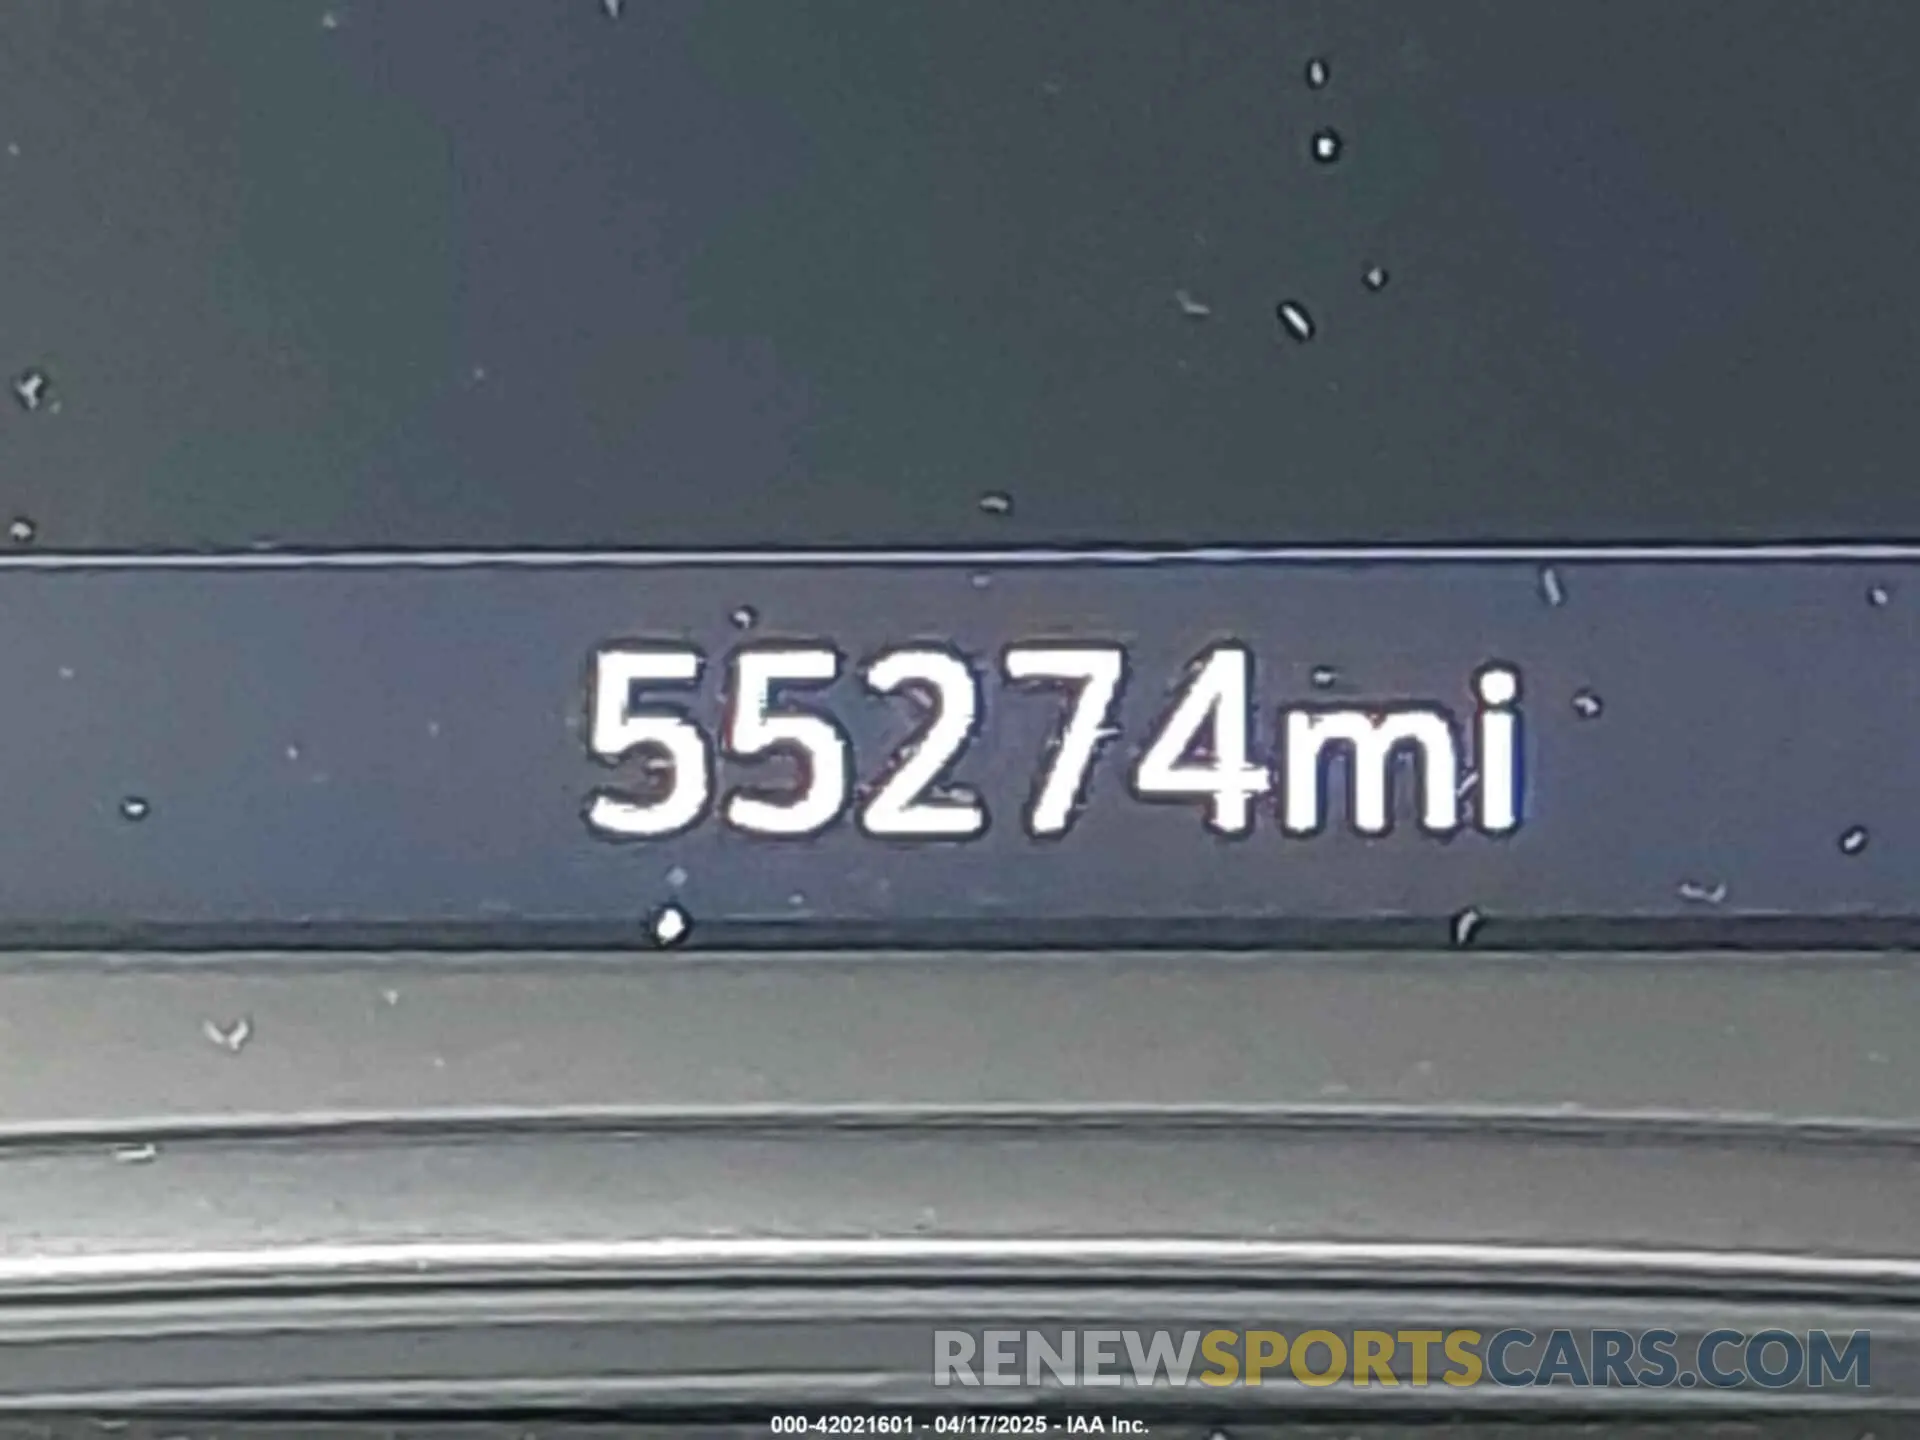 55274mi
RENEWSPORTSCARS.COM
000-42021601 - 04/17/2025 - IAA Inc.